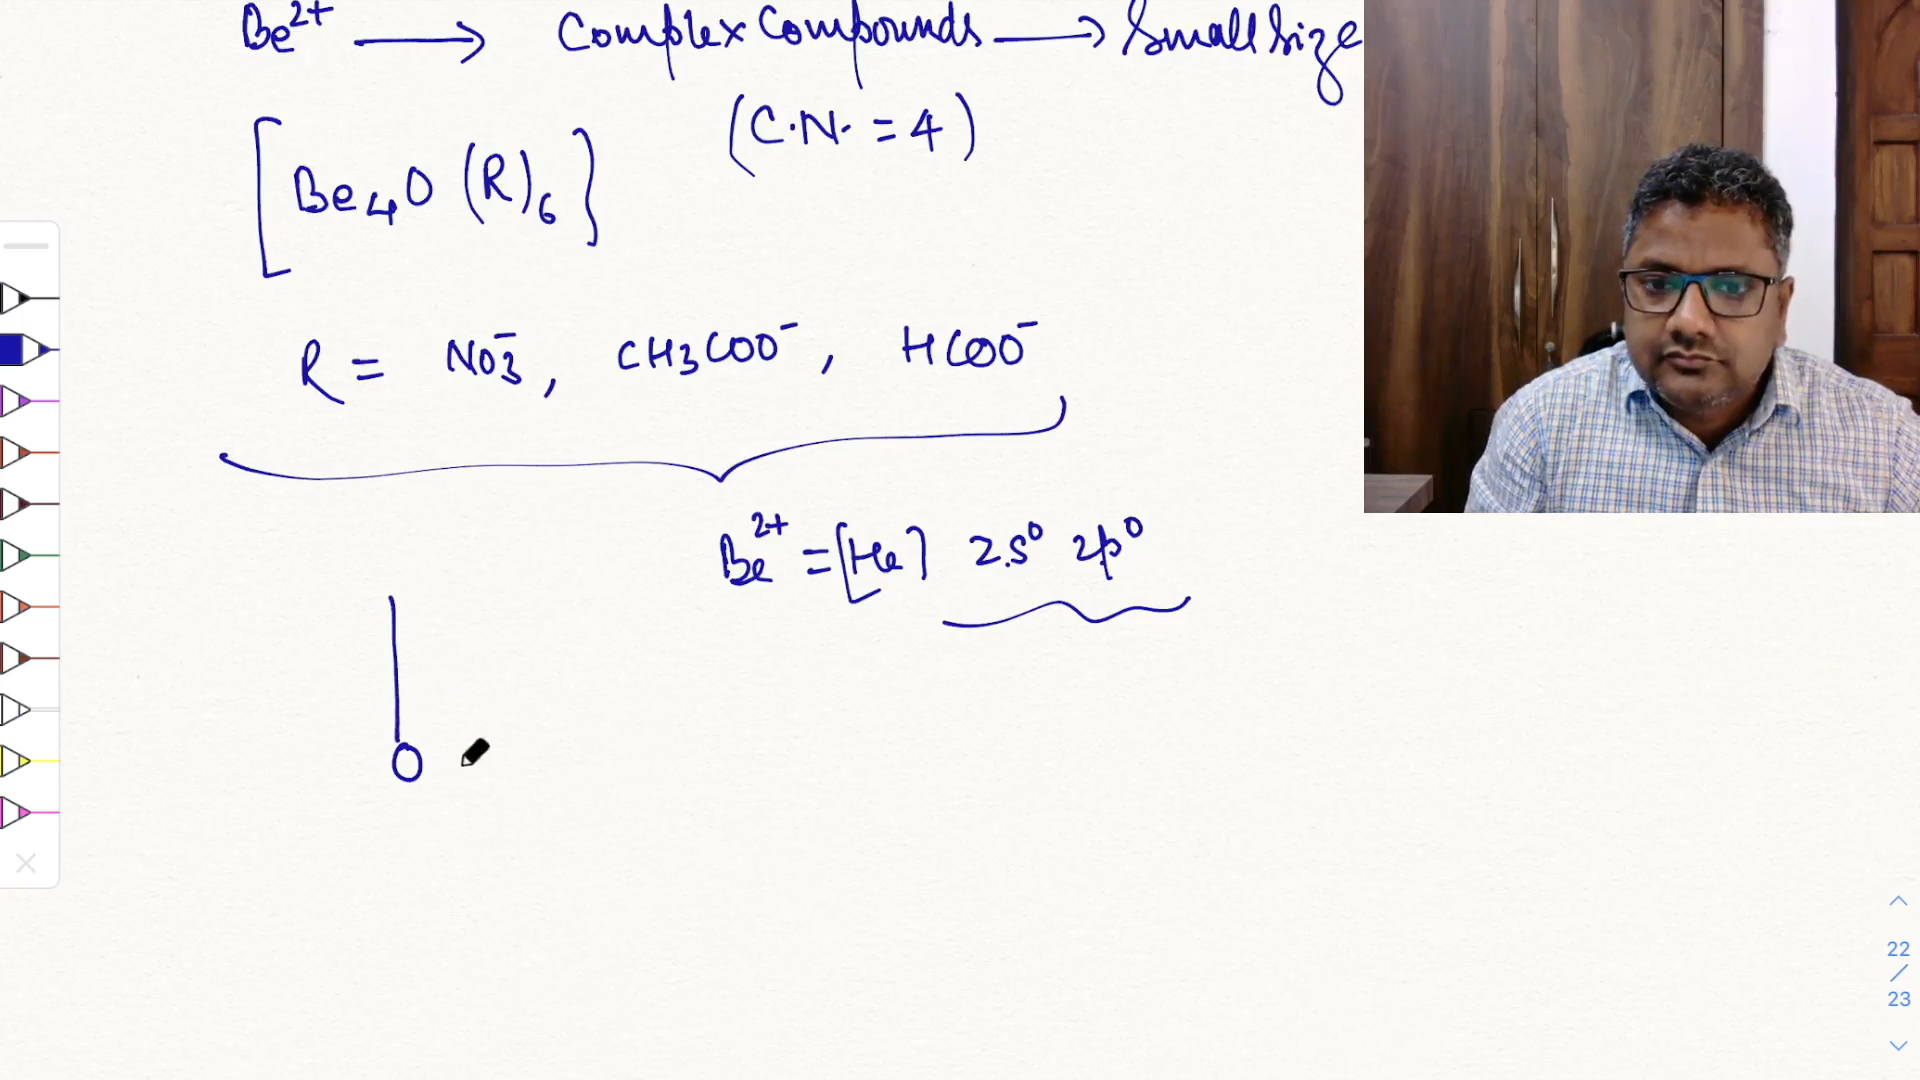 Be²⁺ → Complex Compounds → Small Size
(C.N. = 4)
[Be₄O (R)₆]
R = NO₃⁻, CH₃COO⁻, HCOO⁻
Be²⁺ = [He] 2s⁰ 2p⁰
O
22
/
23